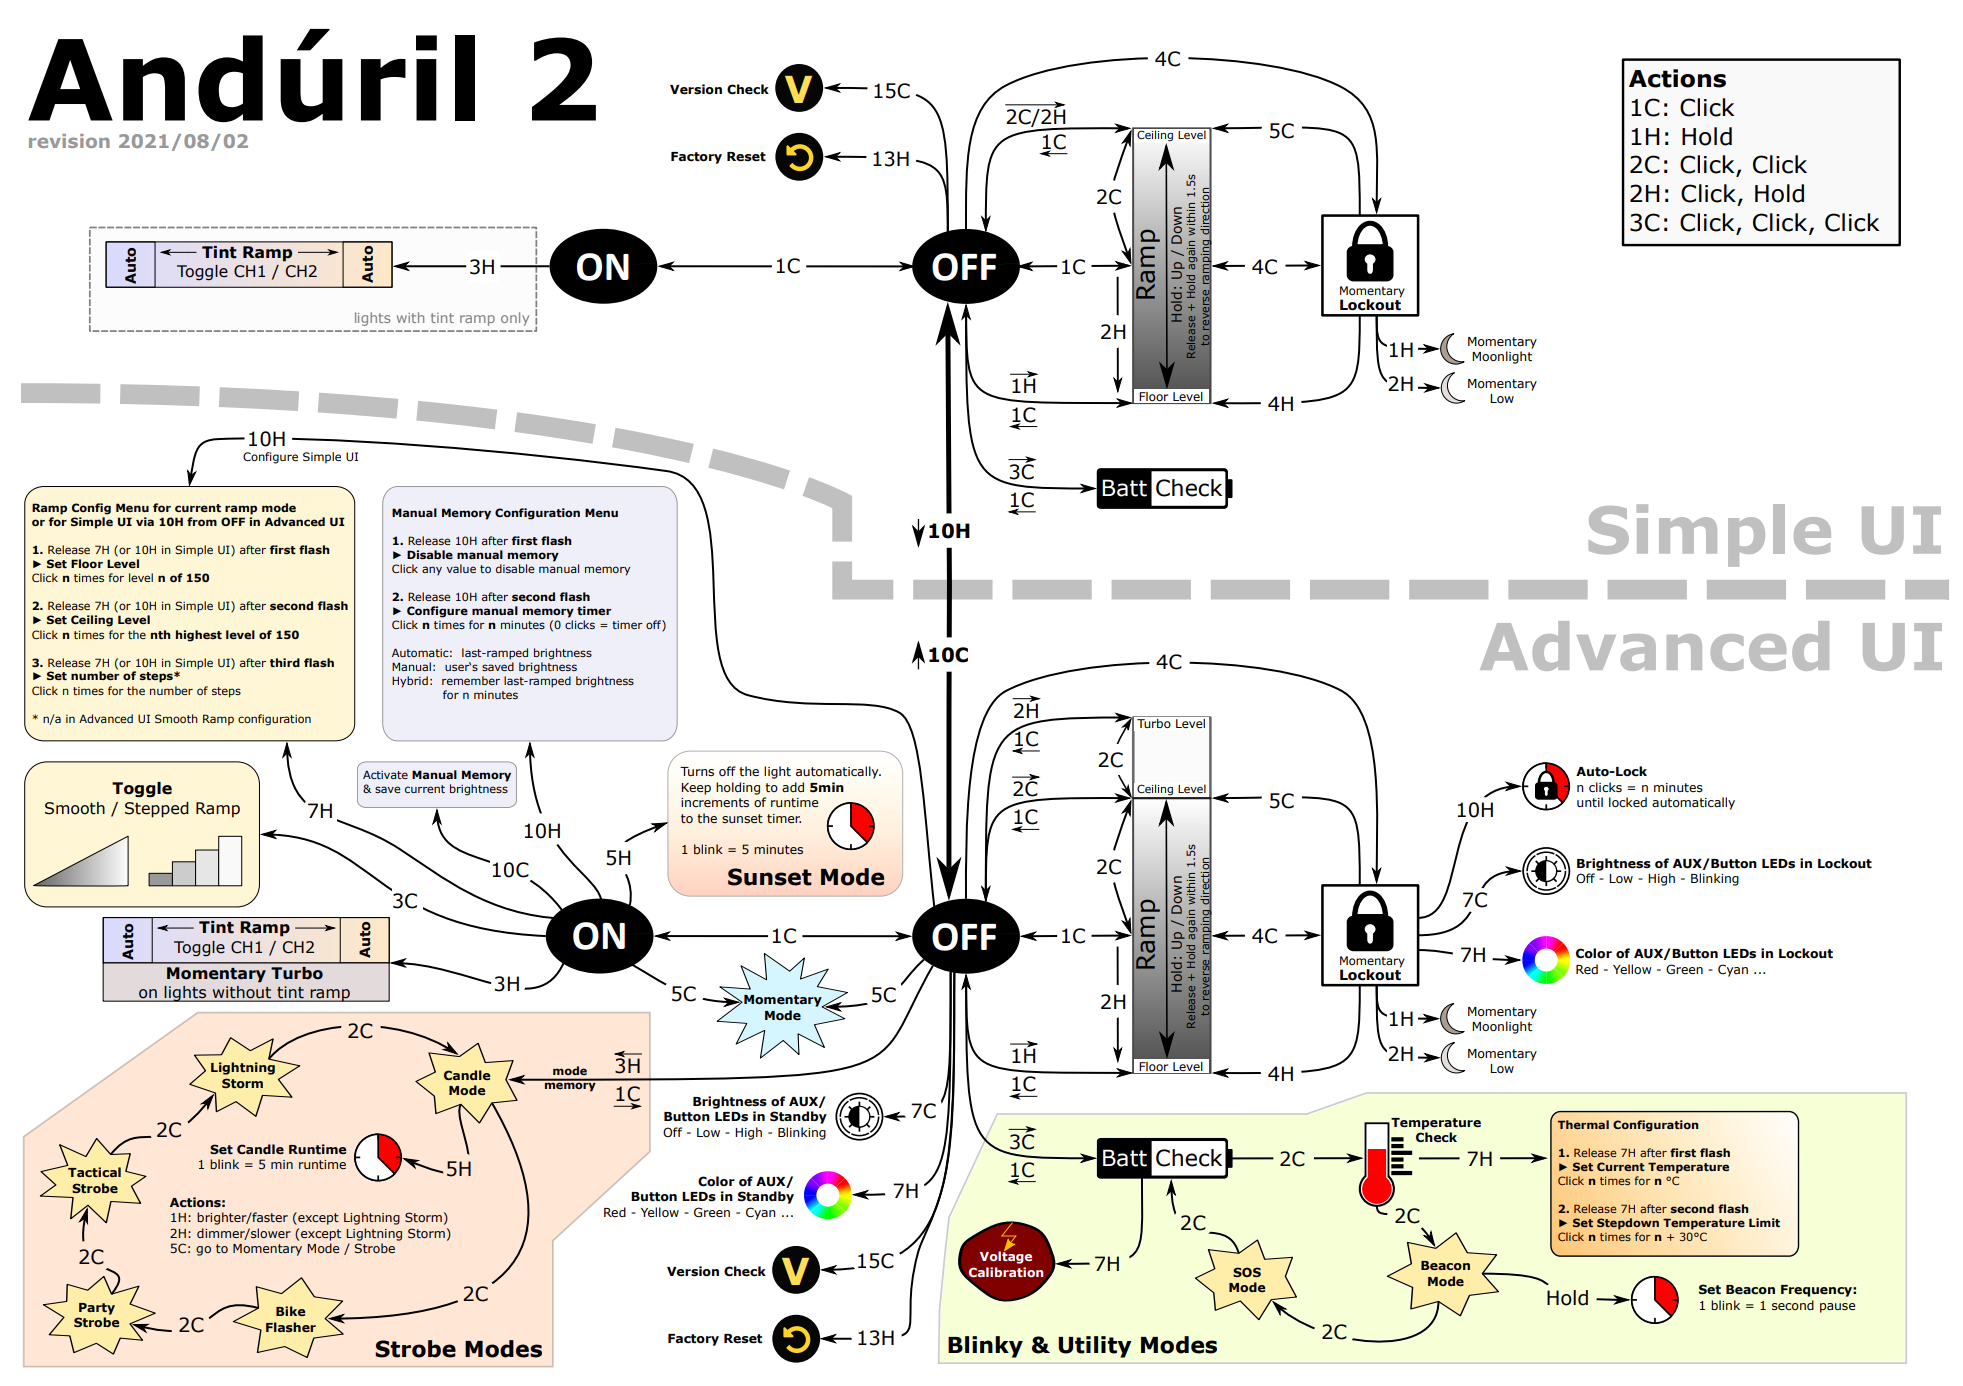 Andúril 2
revision 2021/08/02
Version Check
V
15C
Factory Reset
13H
4C
2C/2H
1C
Ceiling Level
5C
2C
Ramp
Hold: Up / Down
Release + Hold again within 1.5s
to reverse ramping direction
Actions
1C: Click
1H: Hold
2C: Click, Click
2H: Click, Hold
3C: Click, Click, Click
Auto
Tint Ramp
Toggle CH1 / CH2
Auto
3H
lights with tint ramp only
ON
1C
OFF
1C
4C
Momentary
Lockout
2H
1H
Momentary
Moonlight
2H
Momentary
Low
1H
1C
Floor Level
4H
3C
1C
Batt Check
10H
10C
Simple UI
Advanced UI
10H
Configure Simple UI
Ramp Config Menu for current ramp mode
or for Simple UI via 10H from OFF in Advanced UI
1. Release 7H (or 10H in Simple UI) after first flash
► Set Floor Level
Click n times for level n of 150
2. Release 7H (or 10H in Simple UI) after second flash
► Set Ceiling Level
Click n times for the nth highest level of 150
3. Release 7H (or 10H in Simple UI) after third flash
► Set number of steps*
Click n times for the number of steps
* n/a in Advanced UI Smooth Ramp configuration
Manual Memory Configuration Menu
1. Release 10H after first flash
► Disable manual memory
Click any value to disable manual memory
2. Release 10H after second flash
► Configure manual memory timer
Click n times for n minutes (0 clicks = timer off)
Automatic: last-ramped brightness
Manual: user's saved brightness
Hybrid: remember last-ramped brightness
for n minutes
Toggle
Smooth / Stepped Ramp
7H
Activate Manual Memory
& save current brightness
10C
10H
5H
3C
Turns off the light automatically.
Keep holding to add 5min
increments of runtime
to the sunset timer.
1 blink = 5 minutes
Sunset Mode
Auto
Tint Ramp
Toggle CH1 / CH2
Auto
Momentary Turbo
on lights without tint ramp
3H
ON
1C
OFF
5C
Momentary
Mode
5C
4C
2H
1C
Turbo Level
2C
2C
1C
Ceiling Level
5C
2C
Ramp
Hold: Up / Down
Release + Hold again within 1.5s
to reverse ramping direction
1C
4C
Momentary
Lockout
2H
1H
1C
Floor Level
4H
10H
Auto-Lock
n clicks = n minutes
until locked automatically
7C
Brightness of AUX/Button LEDs in Lockout
Off - Low - High - Blinking
7H
Color of AUX/Button LEDs in Lockout
Red - Yellow - Green - Cyan ...
1H
Momentary
Moonlight
2H
Momentary
Low
2C
Lightning
Storm
Candle
Mode
mode
memory
3H
1C
2C
Set Candle Runtime
1 blink = 5 min runtime
5H
Tactical
Strobe
Actions:
1H: brighter/faster (except Lightning Storm)
2H: dimmer/slower (except Lightning Storm)
5C: go to Momentary Mode / Strobe
2C
Party
Strobe
2C
Bike
Flasher
2C
Strobe Modes
Brightness of AUX/
Button LEDs in Standby
Off - Low - High - Blinking
7C
Color of AUX/
Button LEDs in Standby
Red - Yellow - Green - Cyan ...
7H
Version Check
V
15C
Factory Reset
13H
3C
1C
Batt Check
2C
Temperature
Check
7H
Thermal Configuration
1. Release 7H after first flash
► Set Current Temperature
Click n times for n °C
2. Release 7H after second flash
► Set Stepdown Temperature Limit
Click n times for n + 30°C
2C
2C
Voltage
Calibration
7H
SOS
Mode
Beacon
Mode
Hold
Set Beacon Frequency:
1 blink = 1 second pause
2C
Blinky & Utility Modes